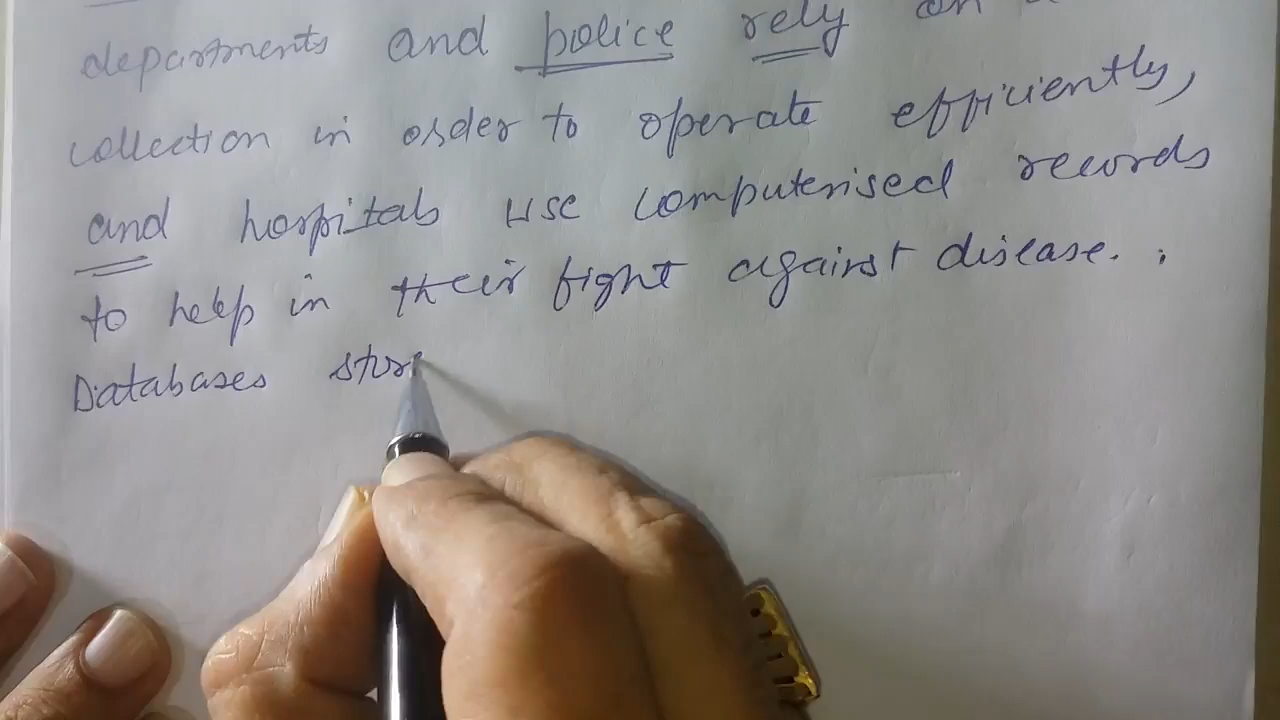 departments and police rely on
collection in order to operate efficiently,
and hospitals use computerised records
to help in their fight against disease.
Databases stor